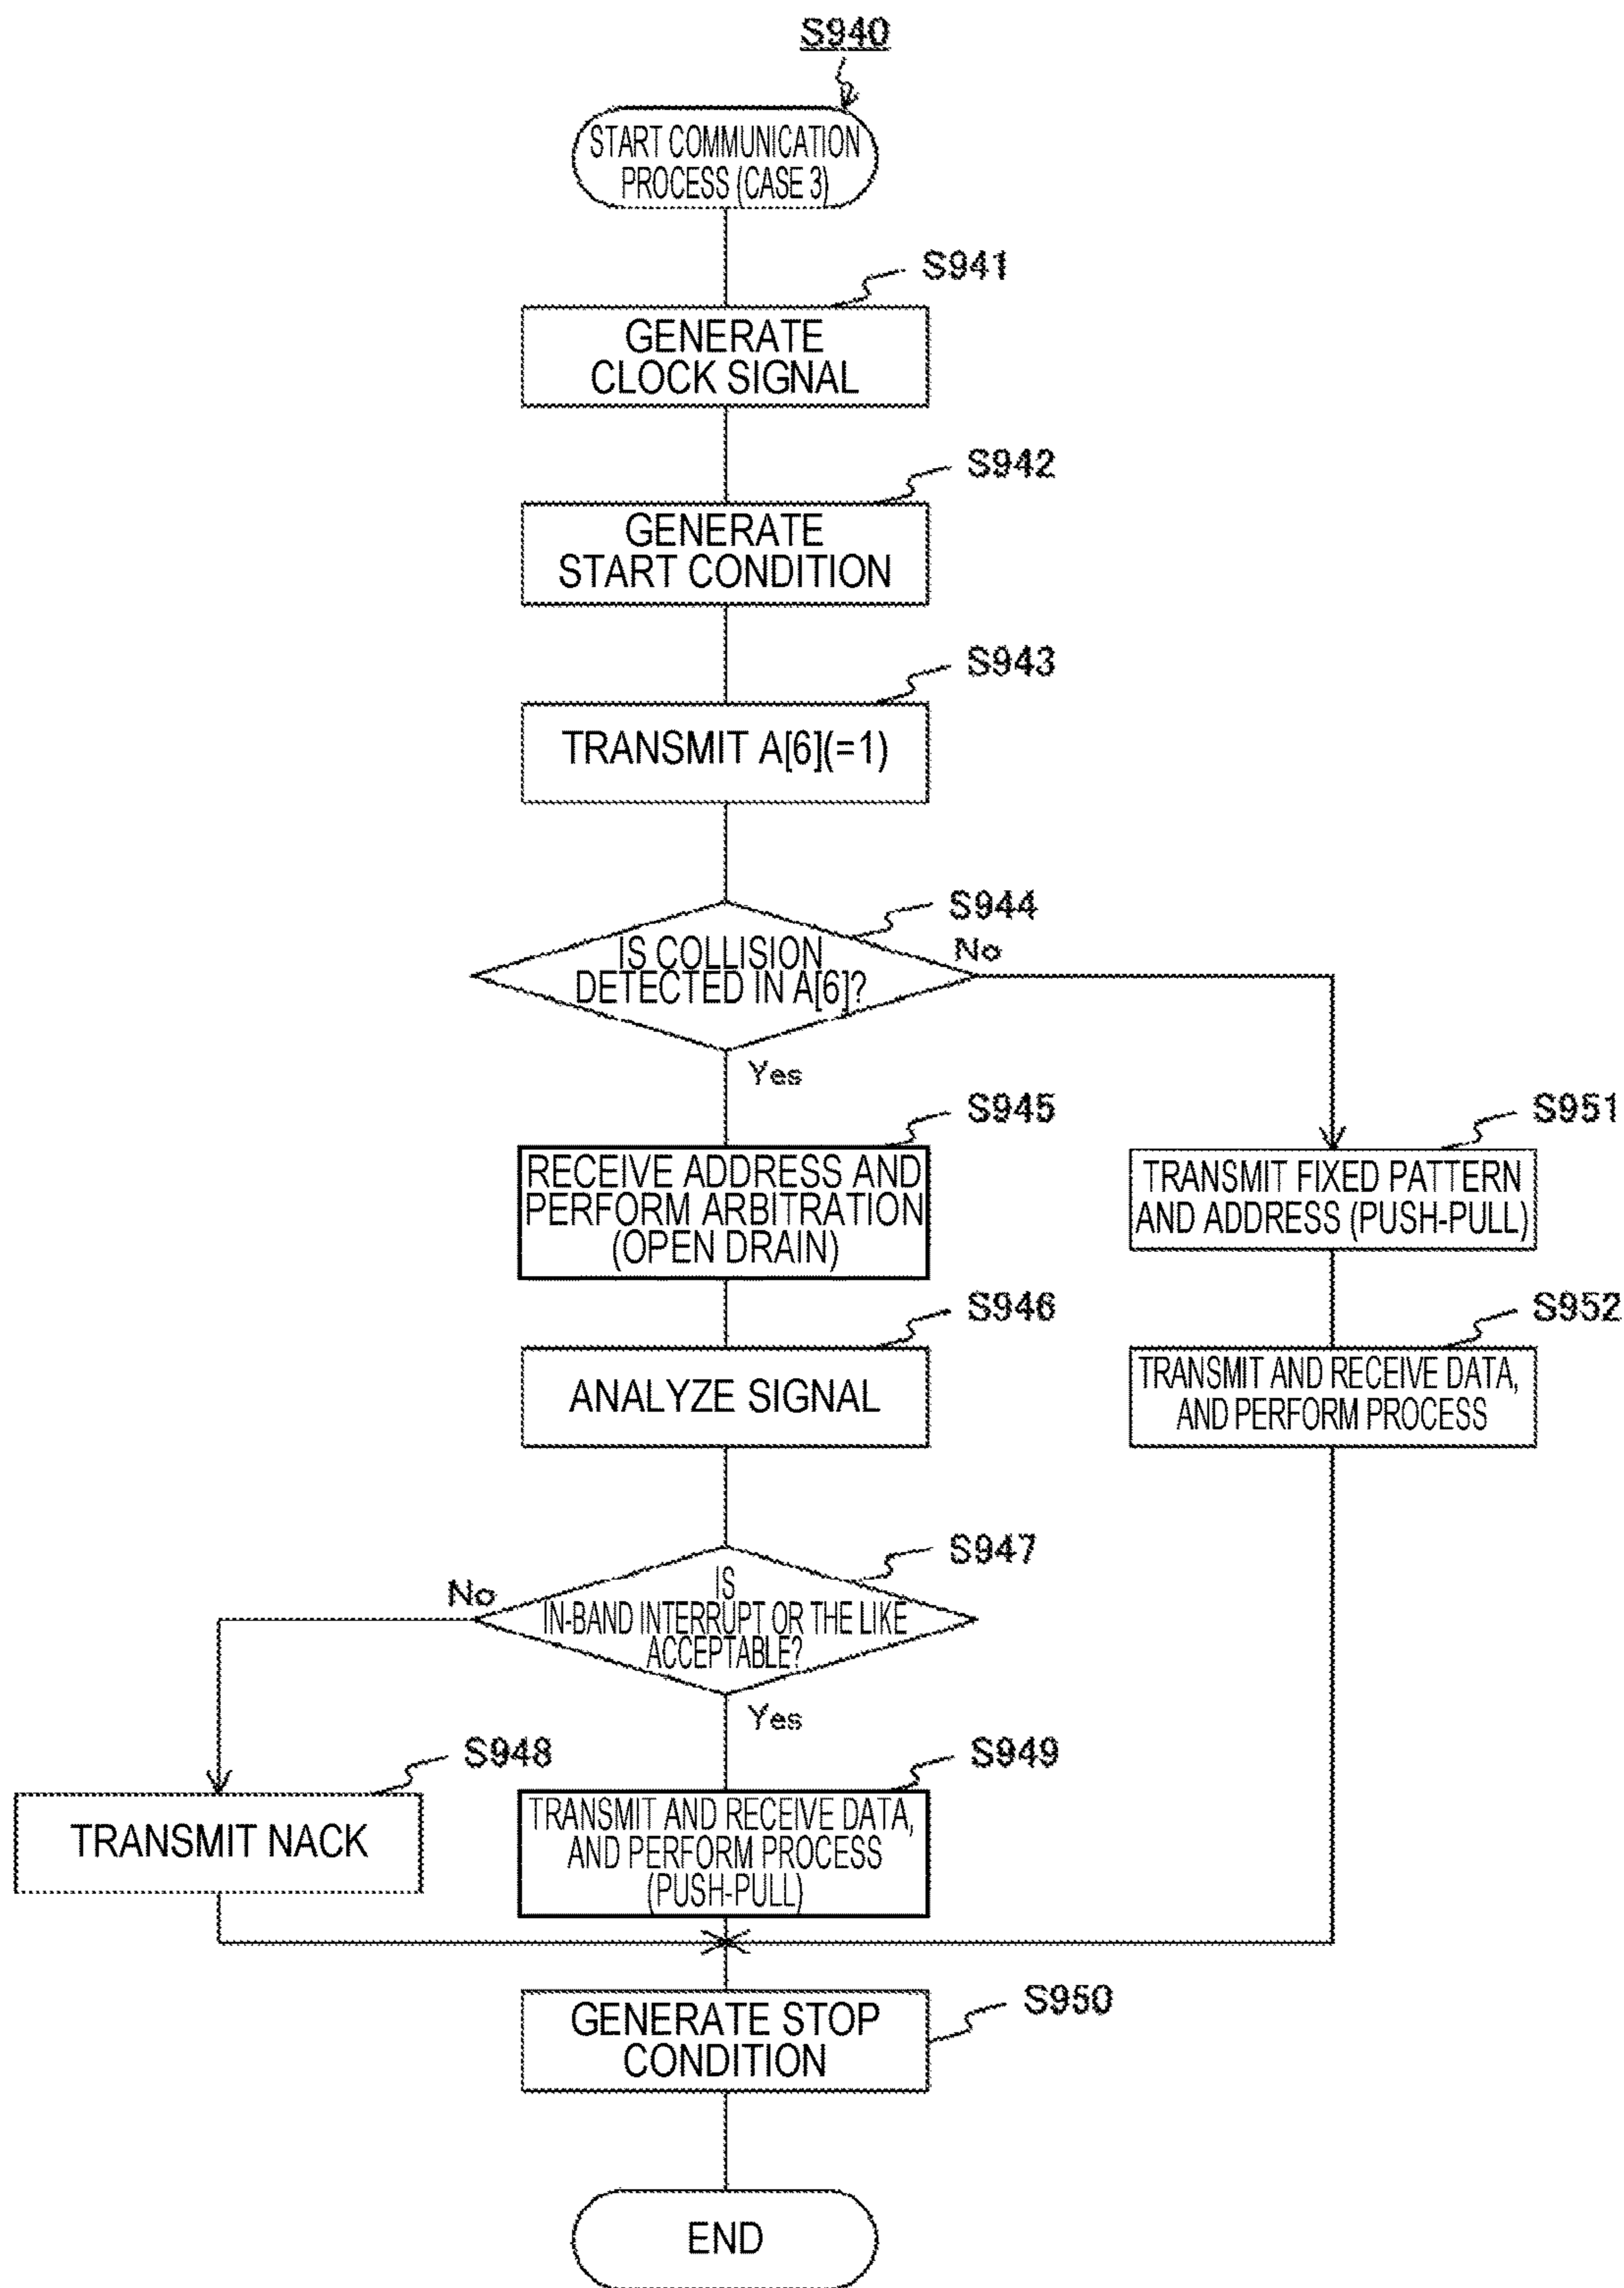 S940
START COMMUNICATION
PROCESS (CASE 3)
S941
GENERATE
CLOCK SIGNAL
S942
GENERATE
START CONDITION
S943
TRANSMIT A[6](=1)
S944
IS COLLISION
DETECTED IN A[6]?
No
Yes
S945
RECEIVE ADDRESS AND
PERFORM ARBITRATION
(OPEN DRAIN)
S951
TRANSMIT FIXED PATTERN
AND ADDRESS (PUSH-PULL)
S946
ANALYZE SIGNAL
S952
TRANSMIT AND RECEIVE DATA,
AND PERFORM PROCESS
S947
IS
IN-BAND INTERRUPT OR THE LIKE
ACCEPTABLE?
No
Yes
S948
TRANSMIT NACK
S949
TRANSMIT AND RECEIVE DATA,
AND PERFORM PROCESS
(PUSH-PULL)
S950
GENERATE STOP
CONDITION
END